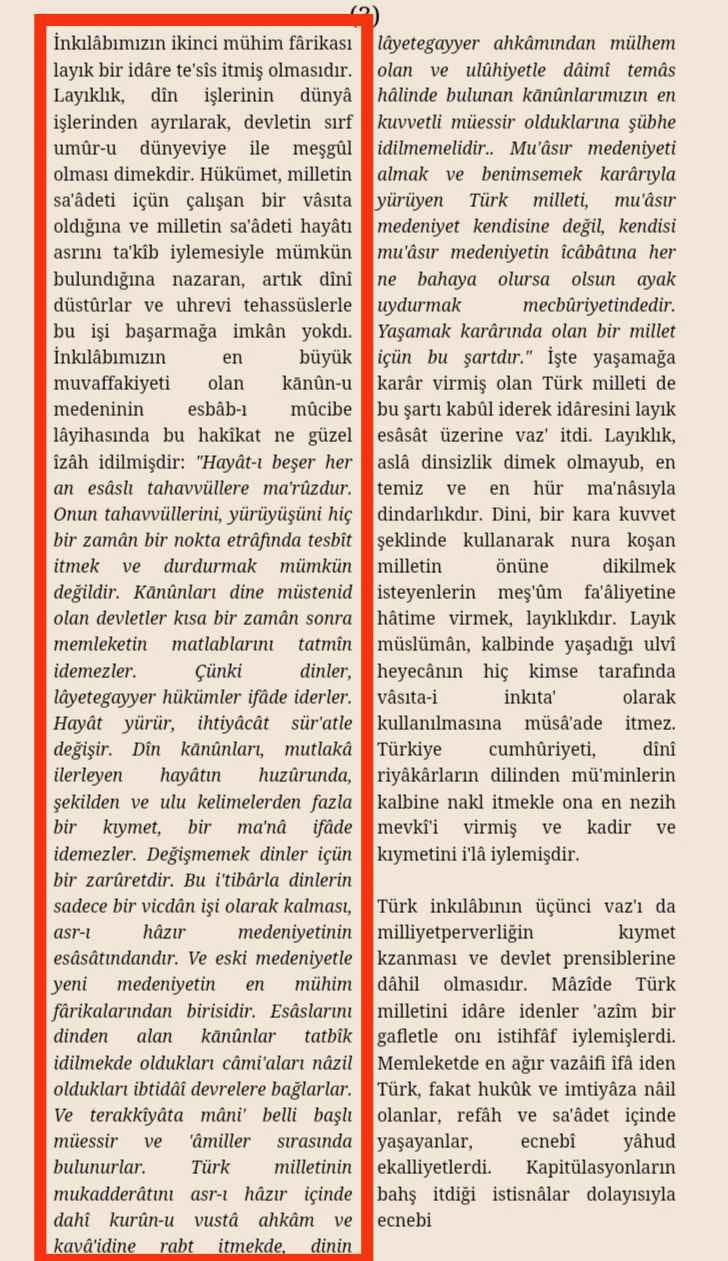 (3)
İnkılâbımızın ikinci mühim fârikası
layık bir idâre te'sîs itmiş olmasıdır.
Layıklık, dîn işlerinin dünyâ
işlerinden ayrılarak, devletin sırf
umûr-u dünyeviye ile meşgûl
olması dimekdir. Hükümet, milletin
sa'âdeti içün çalışan bir vâsıta
oldığına ve milletin sa'âdeti hayâtı
asrını ta'kîb iylemesiyle mümkün
bulundığına nazaran, artık dînî
düstûrlar ve uhrevi tehassüslerle
bu işi başarmağa imkân yokdı.
İnkılâbımızın en büyük
muvaffakiyeti olan kānûn-u
medeninin esbâb-ı mûcibe
lâyihasında bu hakîkat ne güzel
îzâh idilmişdir: "Hayât-ı beşer her
an esâslı tahavvüllere ma'rûzdur.
Onun tahavvüllerini, yürüyüşüni hiç
bir zamân bir nokta etrâfında tesbît
itmek ve durdurmak mümkün
değildir. Kānûnları dine müstenid
olan devletler kısa bir zamân sonra
memleketin matlablarını tatmîn
idemezler. Çünki dinler,
lâyetegayyer hükümler ifâde iderler.
Hayât yürür, ihtiyâcât sür'atle
değişir. Dîn kānûnları, mutlakâ
ilerleyen hayâtın huzûrunda,
şekilden ve ulu kelimelerden fazla
bir kıymet, bir ma'nâ ifâde
idemezler. Değişmemek dinler içün
bir zarûretdir. Bu i'tibârla dinlerin
sadece bir vicdân işi olarak kalması,
asr-ı hâzır medeniyetinin
esâsâtındandır. Ve eski medeniyetle
yeni medeniyetin en mühim
fârikalarından birisidir. Esâslarını
dinden alan kānûnlar tatbîk
idilmekde oldukları câmi'aları nâzil
oldukları ibtidâî devrelere bağlarlar.
Ve terakkîyâta mâni' belli başlı
müessir ve 'âmiller sırasında
bulunurlar. Türk milletinin
mukadderâtını asr-ı hâzır içinde
dahî kurûn-u vustâ ahkâm ve
kavâ'idine rabt itmekde, dinin
lâyetegayyer ahkâmından mülhem
olan ve ulûhiyetle dâimî temâs
hâlinde bulunan kānûnlarımızın en
kuvvetli müessir olduklarına şübhe
idilmemelidir.. Mu'âsır medeniyeti
almak ve benimsemek karârıyla
yürüyen Türk milleti, mu'âsır
medeniyet kendisine değil, kendisi
mu'âsır medeniyetin îcâbâtına her
ne bahaya olursa olsun ayak
uydurmak mecbûriyetindedir.
Yaşamak karârında olan bir millet
içün bu şartdır." İşte yaşamağa
karâr virmiş olan Türk milleti de
bu şartı kabûl iderek idâresini layık
esâsât üzerine vaz' itdi. Layıklık,
aslâ dinsizlik dimek olmayub, en
temiz ve en hür ma'nâsıyla
dindarlıkdır. Dini, bir kara kuvvet
şeklinde kullanarak nura koşan
milletin önüne dikilmek
isteyenlerin meş'ûm fa'âliyetine
hâtime virmek, layıklıkdır. Layık
müslümân, kalbinde yaşadığı ulvî
heyecânın hiç kimse tarafında
vâsıta-i inkıta' olarak
kullanılmasına müsâ'ade itmez.
Türkiye cumhûriyeti, dînî
riyâkârların dilinden mü'minlerin
kalbine nakl itmekle ona en nezih
mevkî'i virmiş ve kadir ve
kıymetini i'lâ iylemişdir.
Türk inkılâbının üçünci vaz'ı da
milliyetperverliğin kıymet
kzanması ve devlet prensiblerine
dâhil olmasıdır. Mâzîde Türk
milletini idâre idenler 'azîm bir
gafletle onı istihfâf iylemişlerdi.
Memleketde en ağır vazâifi îfâ iden
Türk, fakat hukûk ve imtiyâza nâil
olanlar, refâh ve sa'âdet içinde
yaşayanlar, ecnebî yâhud
ekalliyetlerdi. Kapitülasyonların
bahş itdiği istisnâlar dolayısıyla
ecnebi